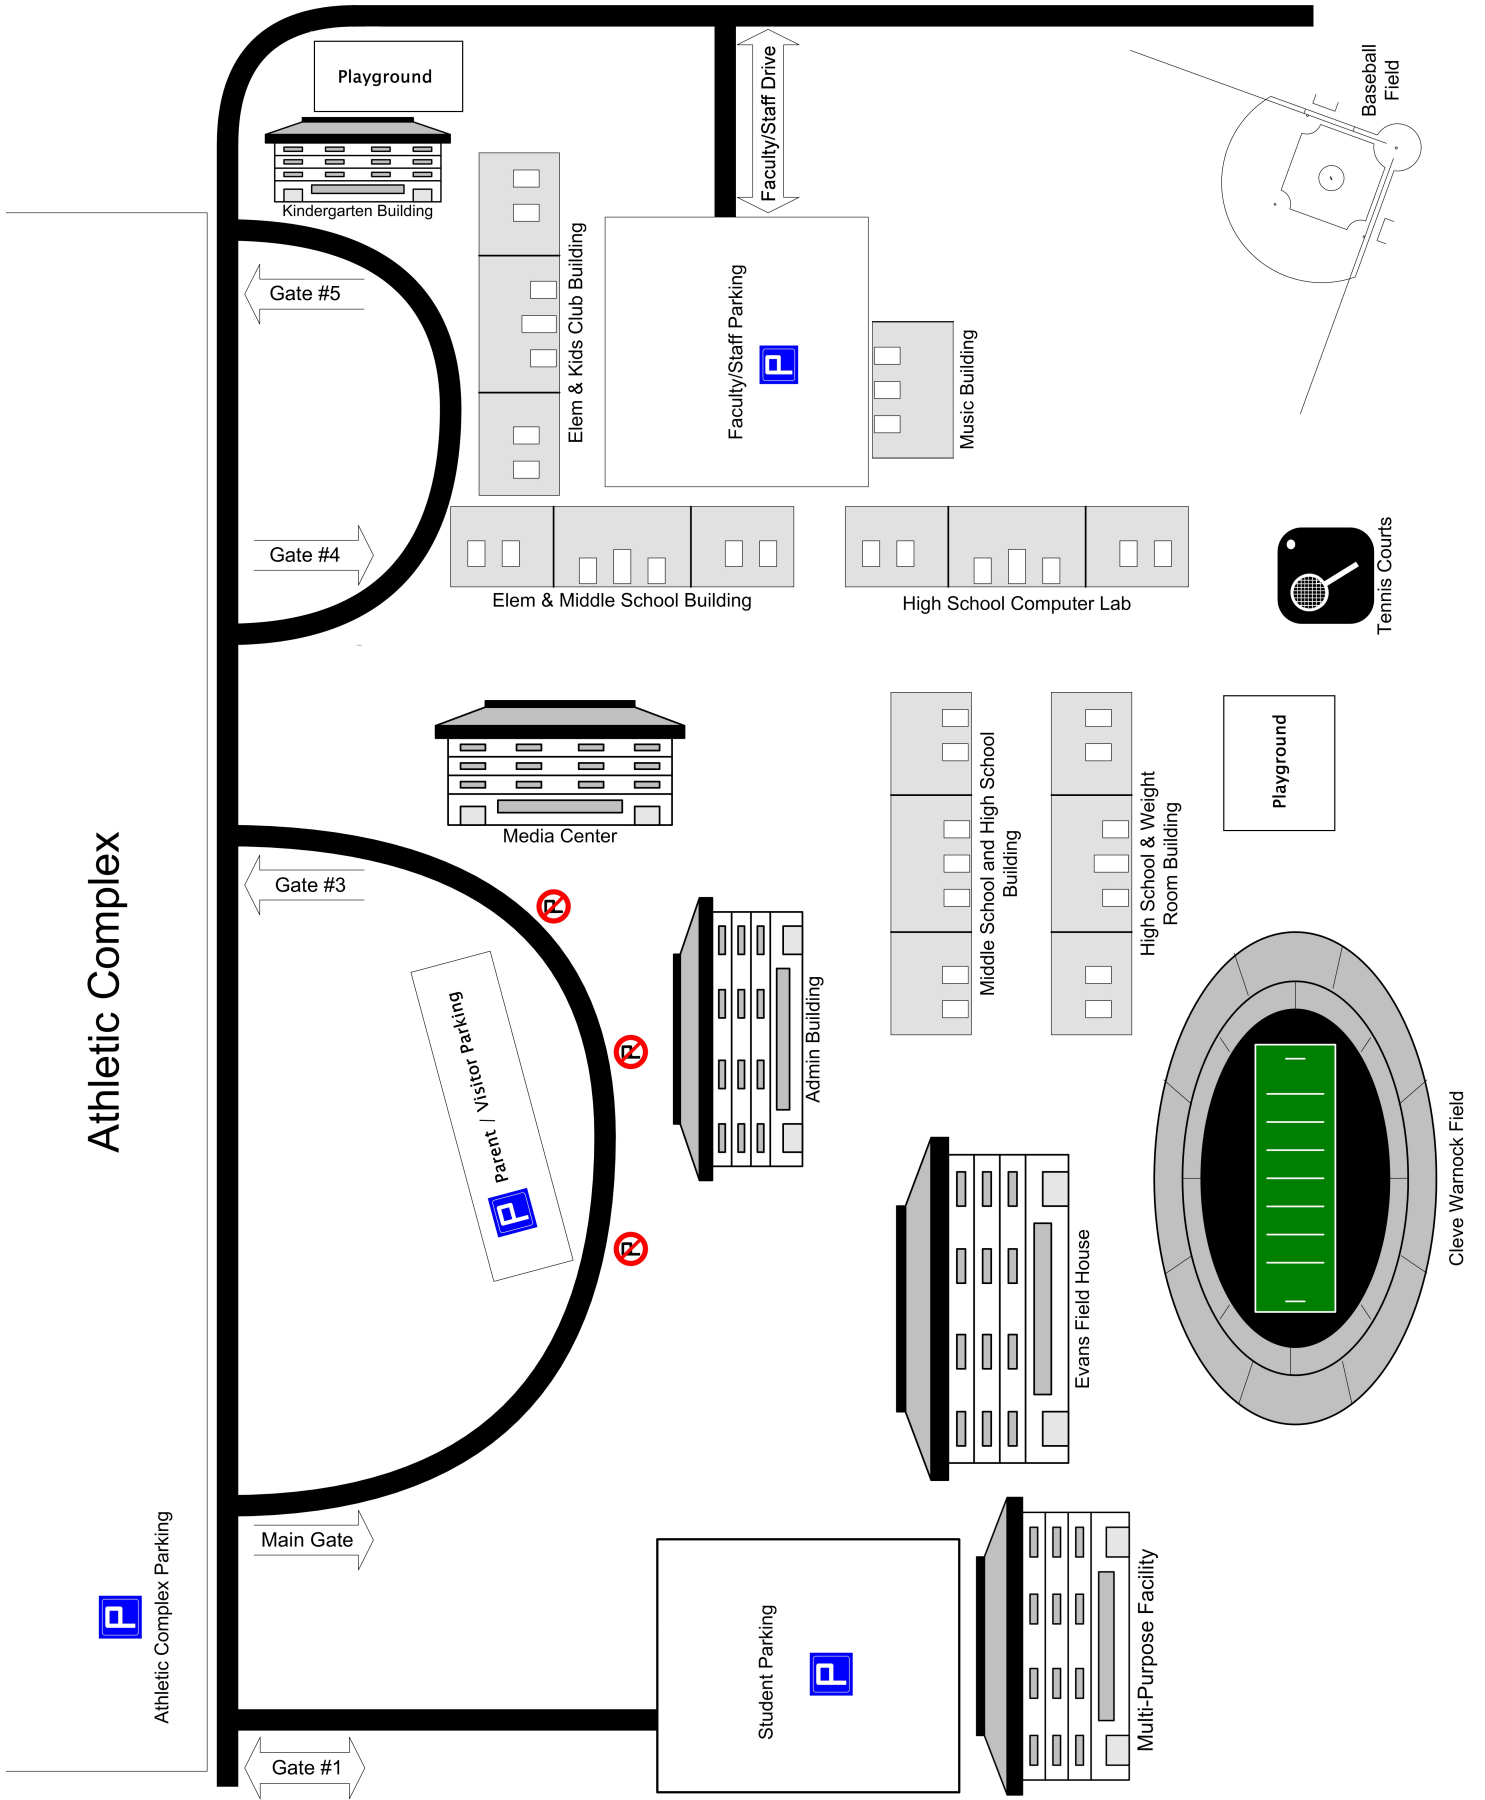 Playground
Faculty/Staff Drive
Baseball
Field
Kindergarten Building
Gate #5
Elem & Kids Club Building
Faculty/Staff Parking
P
Music Building
Gate #4
Elem & Middle School Building
High School Computer Lab
Tennis Courts
Media Center
Middle School and High School
Building
High School & Weight
Room Building
Playground
Athletic Complex
Gate #3
P
Parent / Visitor Parking
P
P
Admin Building
P
Evans Field House
Cleve Warnock Field
Main Gate
P
Athletic Complex Parking
Student Parking
P
Multi-Purpose Facility
Gate #1